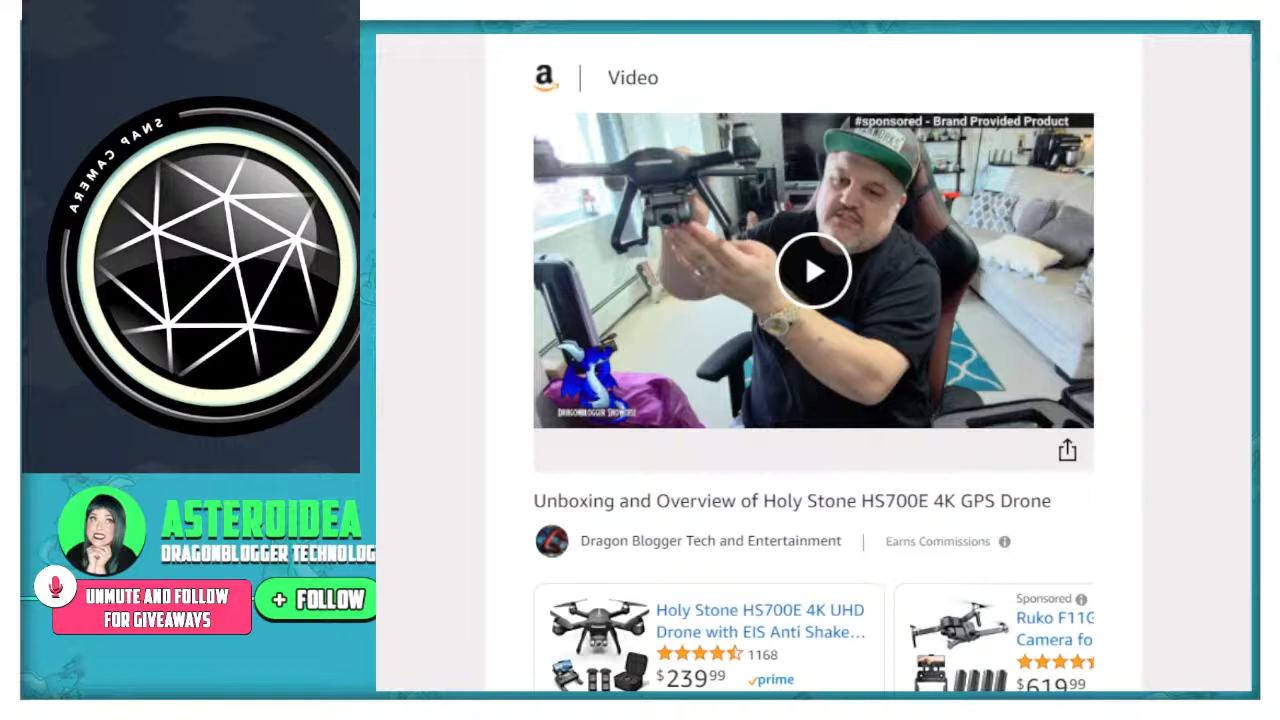 SNAP CAMERA
ASTEROIDEA
DRAGONBLOGGER TECHNOLOG
UNMUTE AND FOLLOW
FOR GIVEAWAYS
+ FOLLOW
a | Video
#sponsored - Brand Provided Product
DRAGONBLOGGER SHOWCASE
Unboxing and Overview of Holy Stone HS700E 4K GPS Drone
Dragon Blogger Tech and Entertainment | Earns Commissions
Holy Stone HS700E 4K UHD
Drone with EIS Anti Shake...
1168
$239.99 prime
Sponsored
Ruko F11G
Camera fo
$619.99